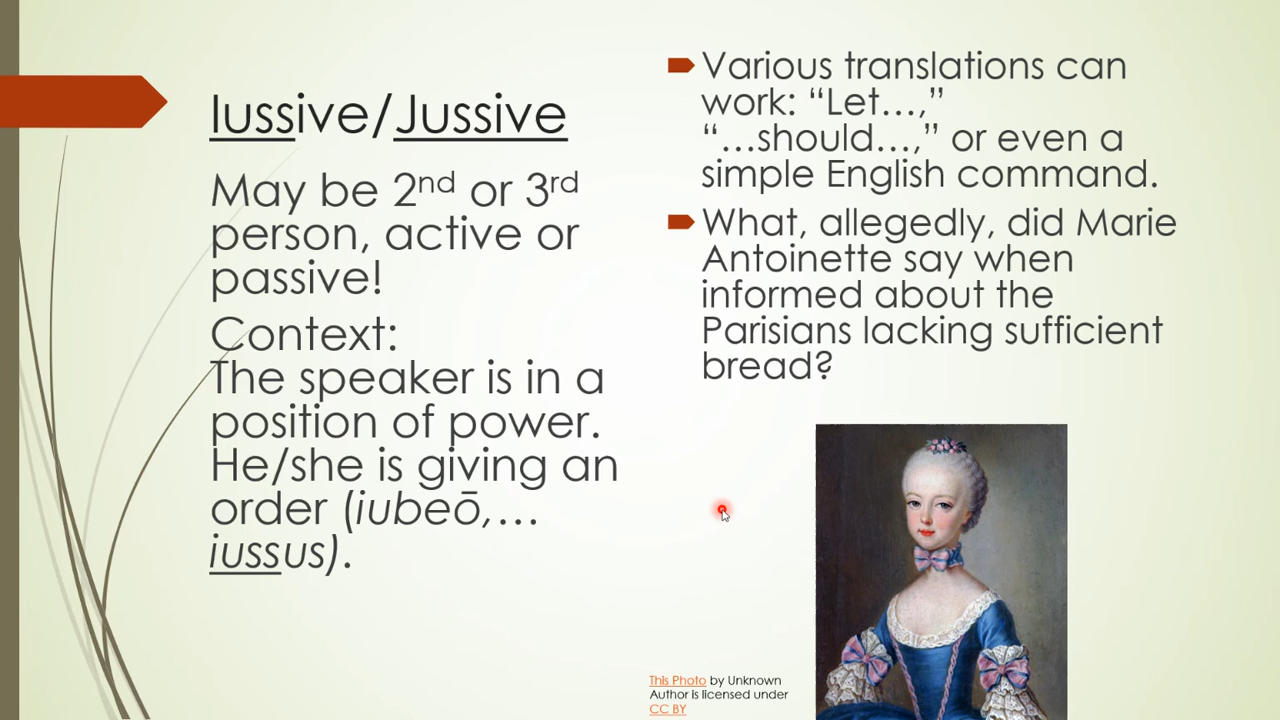 Iussive/Jussive
May be 2nd or 3rd
person, active or
passive!
Context:
The speaker is in a
position of power.
He/she is giving an
order (iubeō,…
iussus).
Various translations can
work: “Let…,”
“…should…,” or even a
simple English command.
What, allegedly, did Marie
Antoinette say when
informed about the
Parisians lacking sufficient
bread?
This Photo by Unknown
Author is licensed under
CC BY